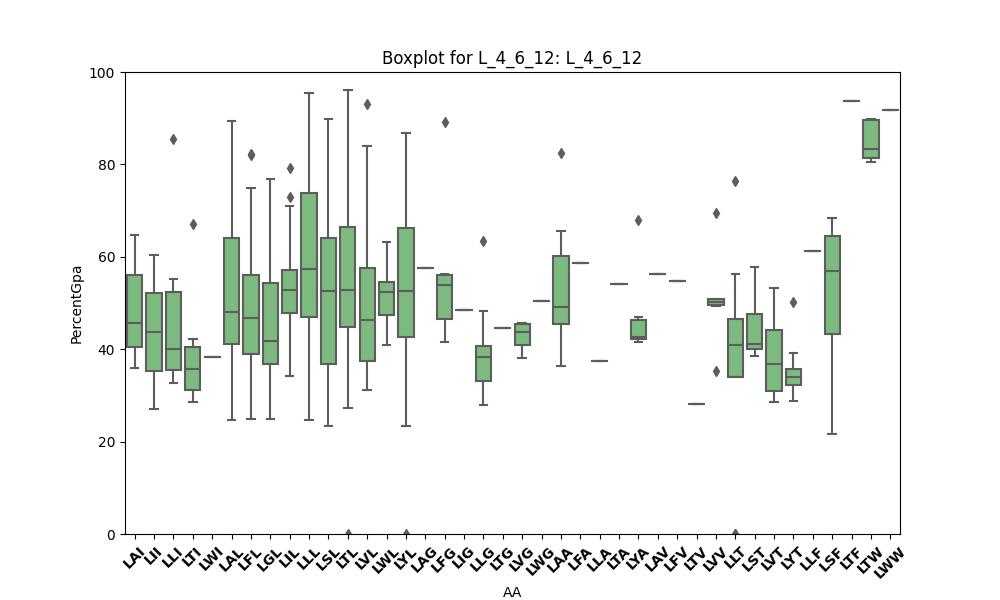 Boxplot for L_4_6_12: L_4_6_12
100
80
60
40
20
0
PercentGpa
LAI LII LLI LTI LWI LAL LFL LGL LIL LLL LSL LTL LVL LWL LYL LAG LFG LIG LLG LTG LVG LWG LAA LFA LLA LTA LYA LAV LFV LTV LVV LLT LST LVT LYT LLF LSF LTF LTW LWW
AA